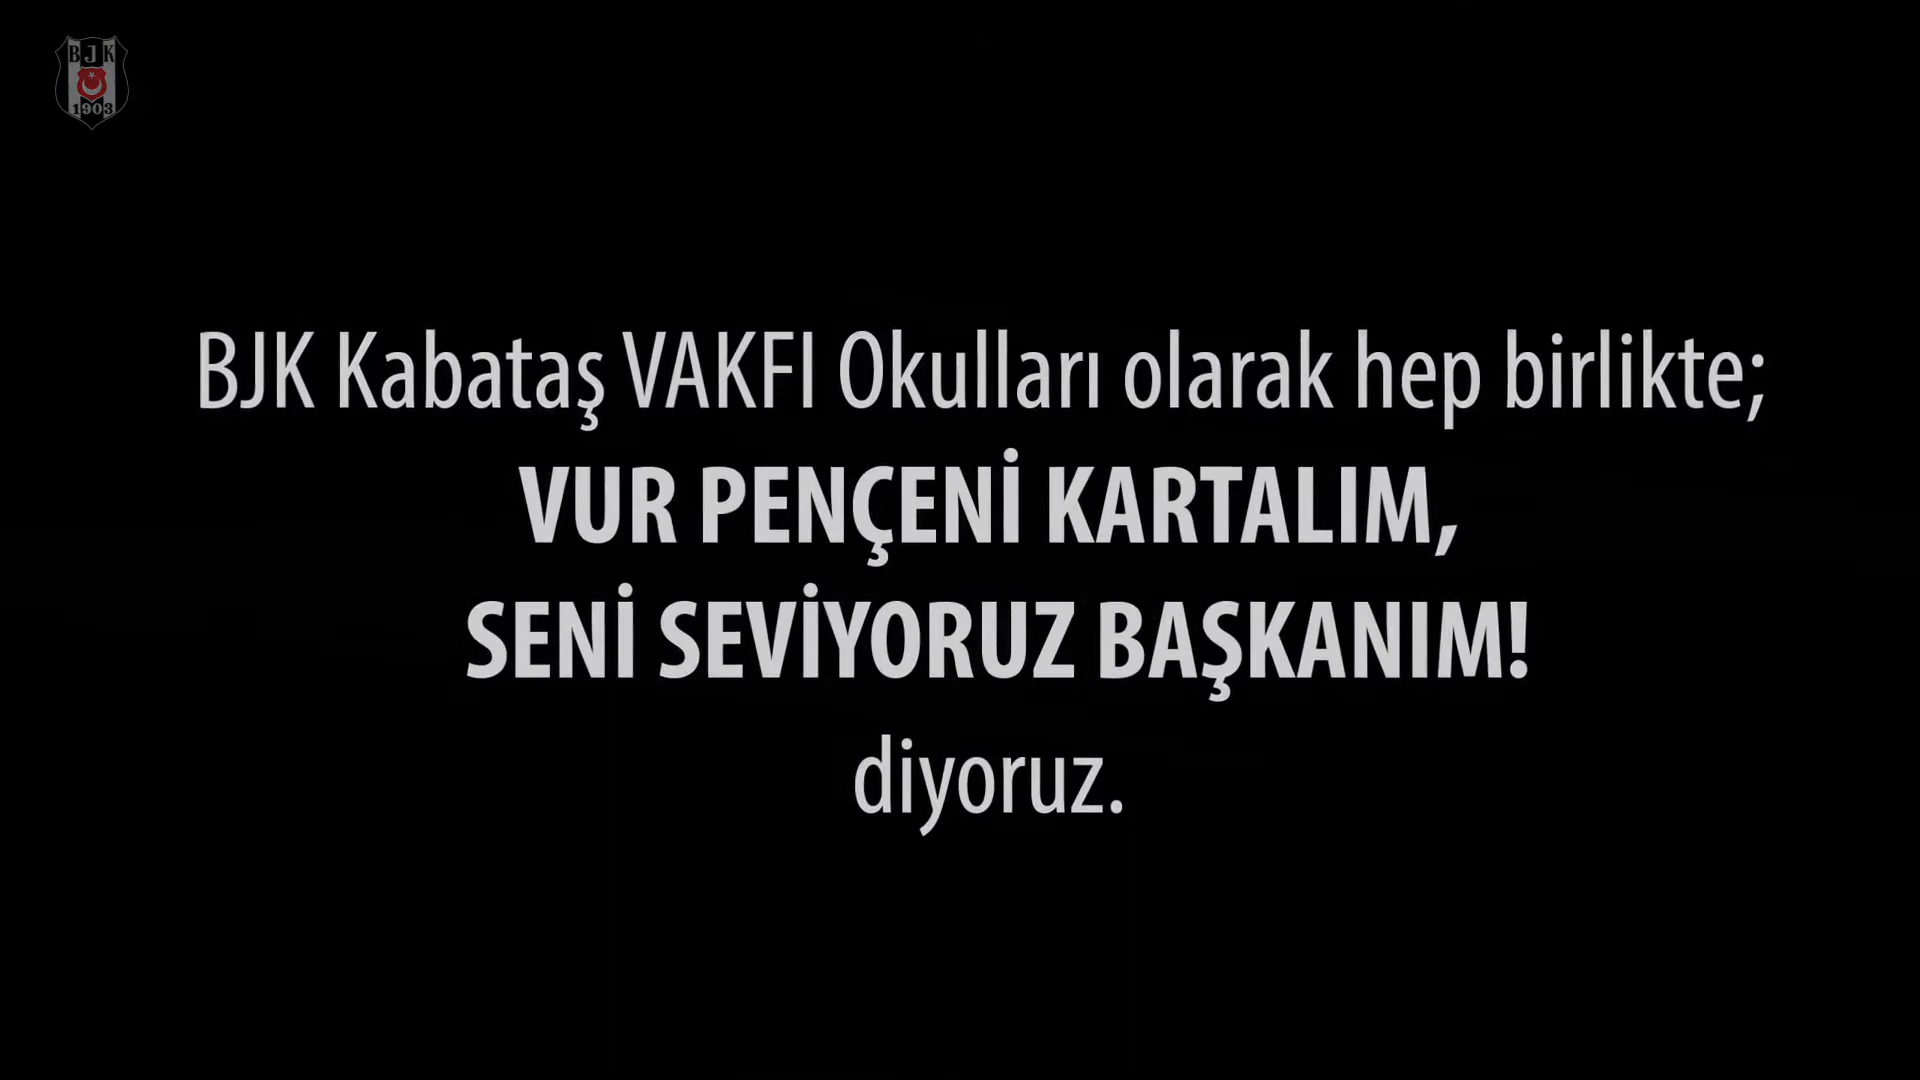 BJK
1903
BJK Kabataş VAKFI Okulları olarak hep birlikte;
VUR PENÇENİ KARTALIM,
SENİ SEVİYORUZ BAŞKANIM!
diyoruz.